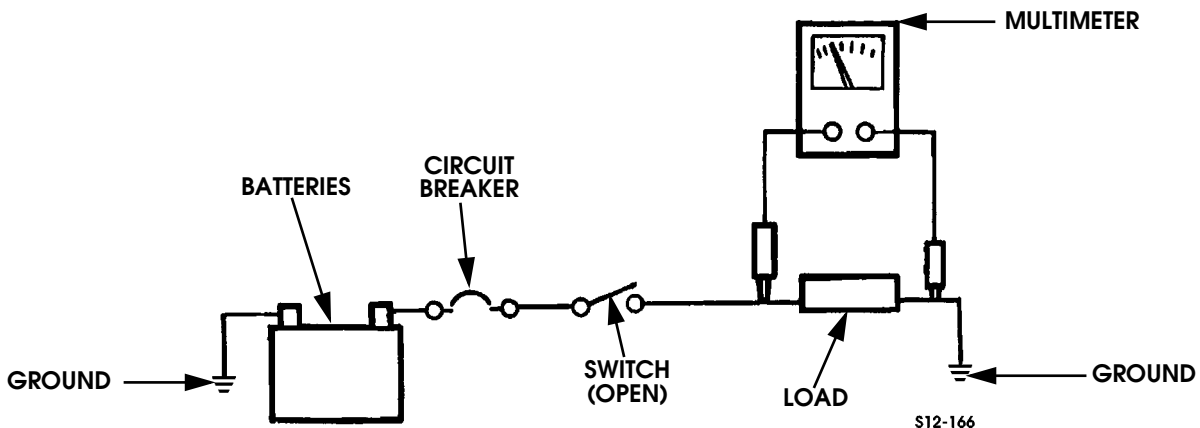 MULTIMETER
CIRCUIT
BREAKER
BATTERIES
SWITCH
(OPEN)
LOAD
GROUND
GROUND
S12-166